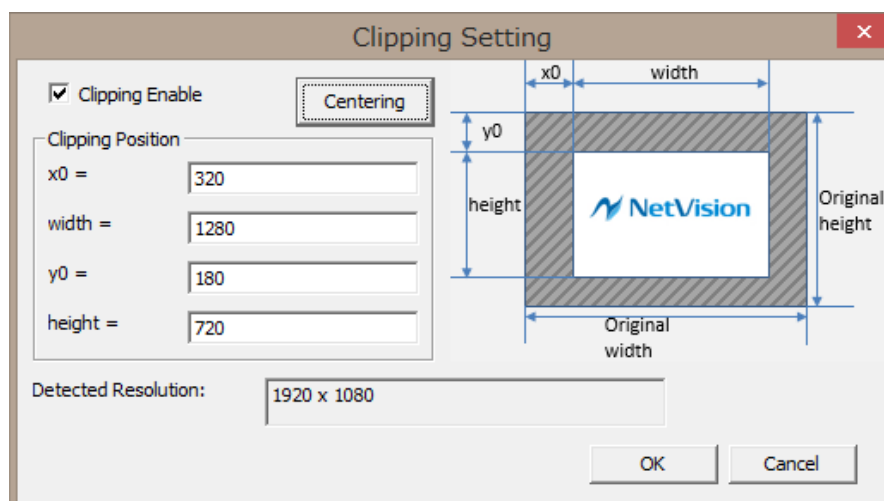 Clipping Setting
Clipping Enable
Centering
Clipping Position
x0 =
320
width =
1280
y0 =
180
height =
720
x0
width
y0
height
NetVision
Original
height
Original
width
Detected Resolution:
1920 x 1080
OK
Cancel